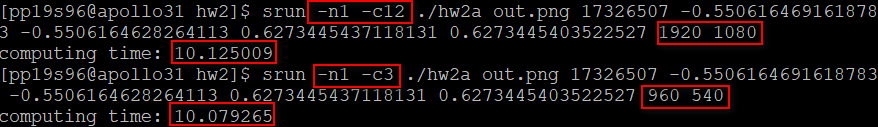 [pp19s96@apollo31 hw2]$ srun -n1 -c12 ./hw2a out.png 17326507 -0.550616469161878
3 -0.5506164628264113 0.6273445437118131 0.6273445403522527 1920 1080
computing time: 10.125009
[pp19s96@apollo31 hw2]$ srun -n1 -c3 ./hw2a out.png 17326507 -0.5506164691618783
 -0.5506164628264113 0.6273445437118131 0.6273445403522527 960 540
computing time: 10.079265